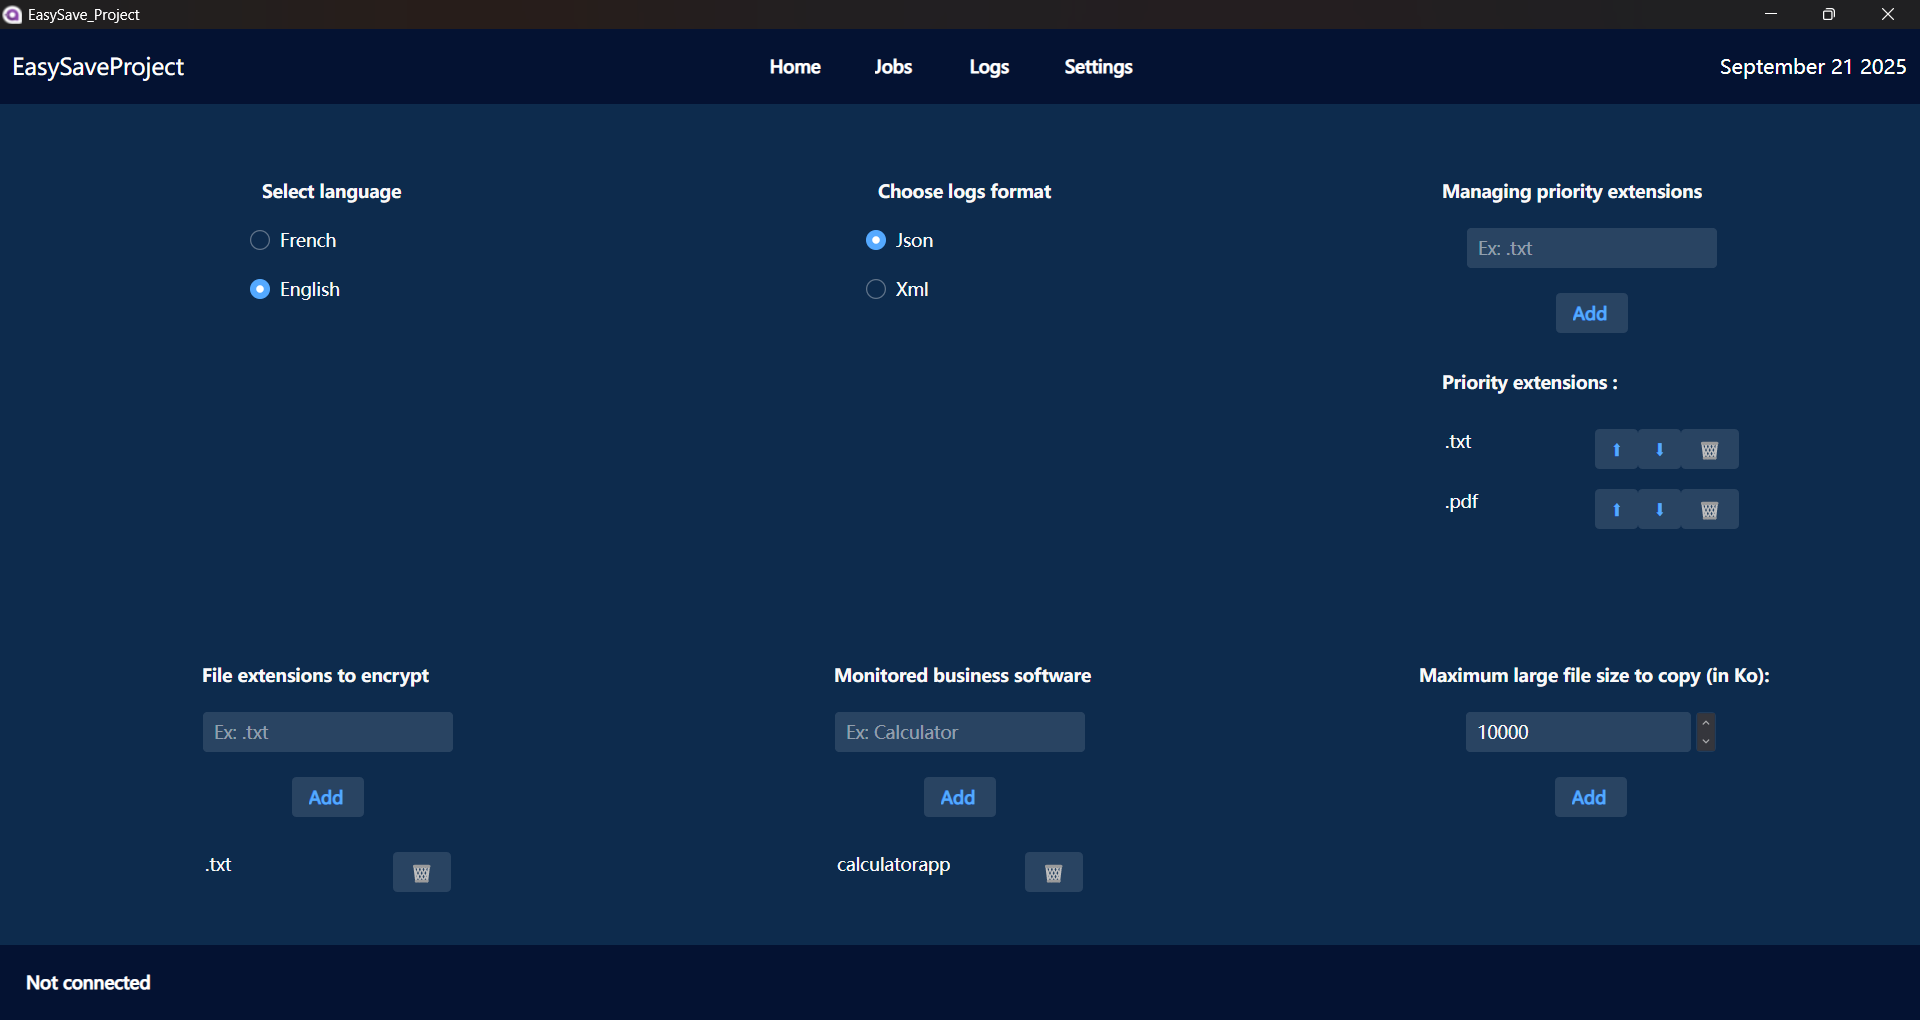 EasySave_Project
EasySaveProject
Home
Jobs
Logs
Settings
September 21 2025
Select language
French
English
Choose logs format
Json
Xml
Managing priority extensions
Ex: .txt
Add
Priority extensions :
.txt
.pdf
File extensions to encrypt
Ex: .txt
Add
.txt
Monitored business software
Ex: Calculator
Add
calculatorapp
Maximum large file size to copy (in Ko):
10000
Add
Not connected